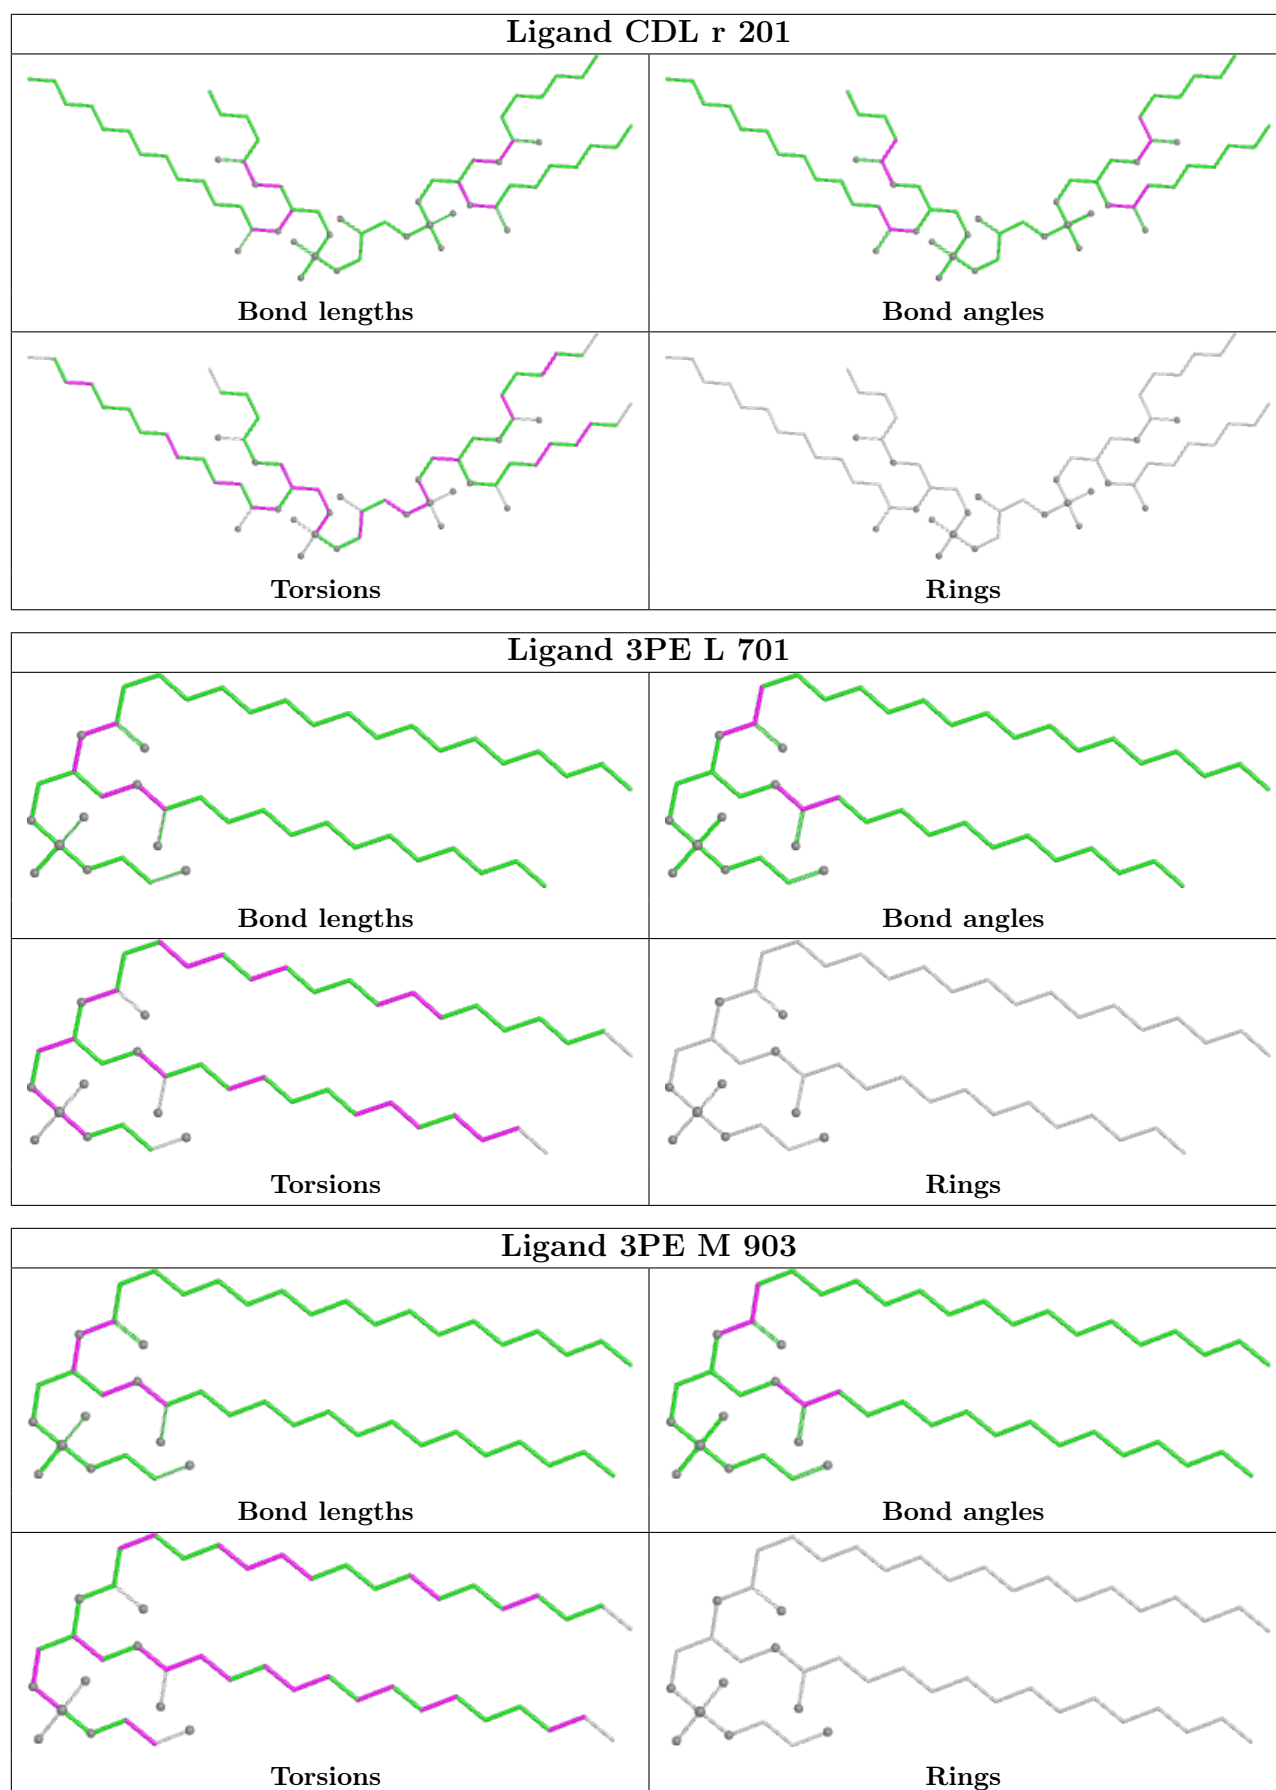 Ligand CDL r 201
Bond lengths
Bond angles
Torsions
Rings
Ligand 3PE L 701
Bond lengths
Bond angles
Torsions
Rings
Ligand 3PE M 903
Bond lengths
Bond angles
Torsions
Rings